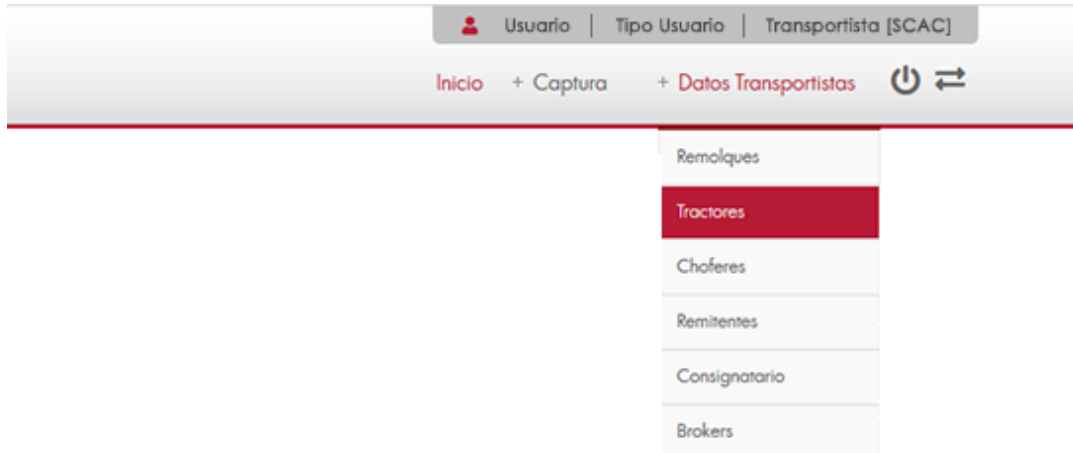 Usuario | Tipo Usuario | Transportista [SCAC]
Inicio + Captura + Datos Transportistas
Remolques
Tractores
Choferes
Remitentes
Consignatario
Brokers